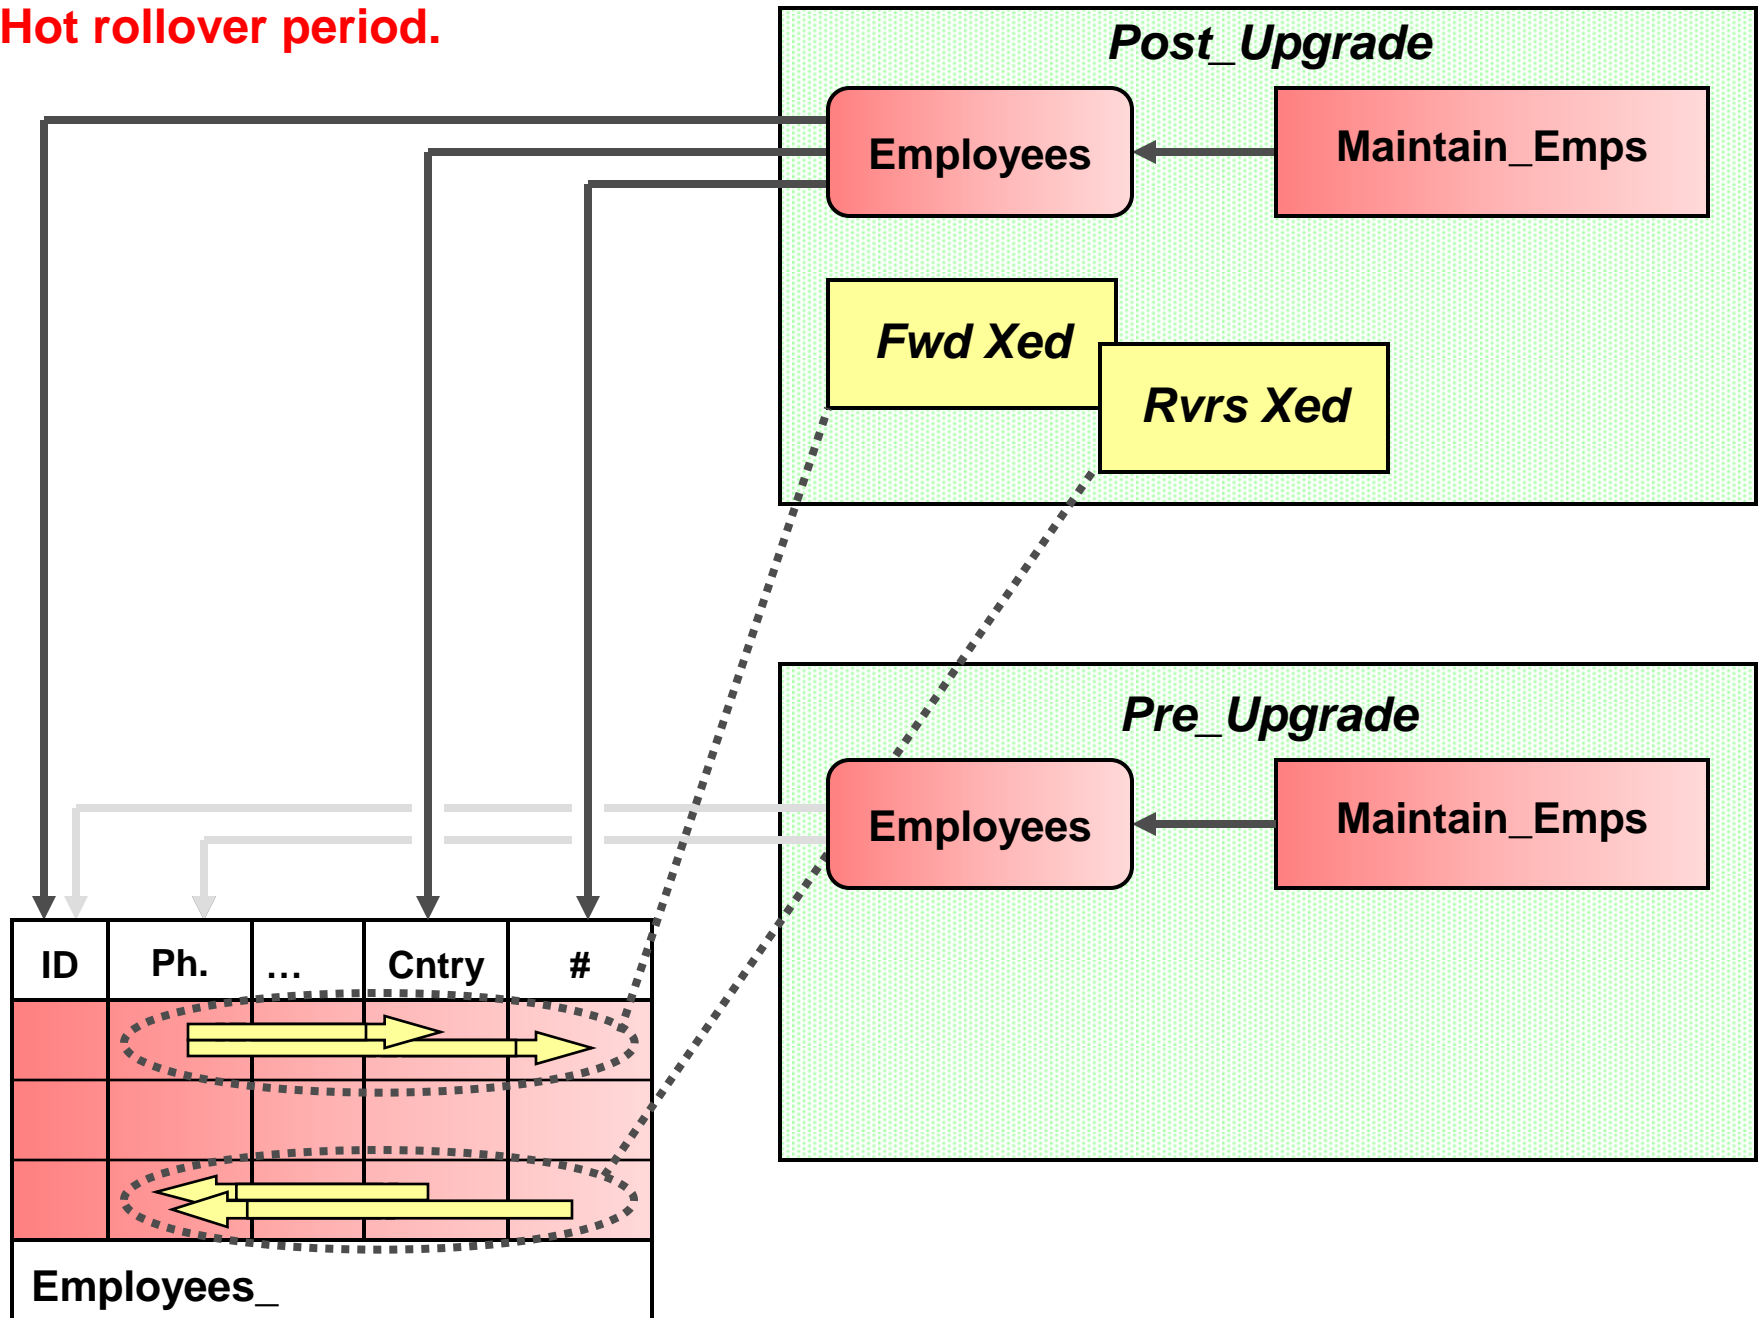 Hot rollover period.
Post_Upgrade
Employees
Maintain_Emps
Fwd Xed
Rvrs Xed
Pre_Upgrade
Employees
Maintain_Emps
ID Ph. … Cntry #
Employees_